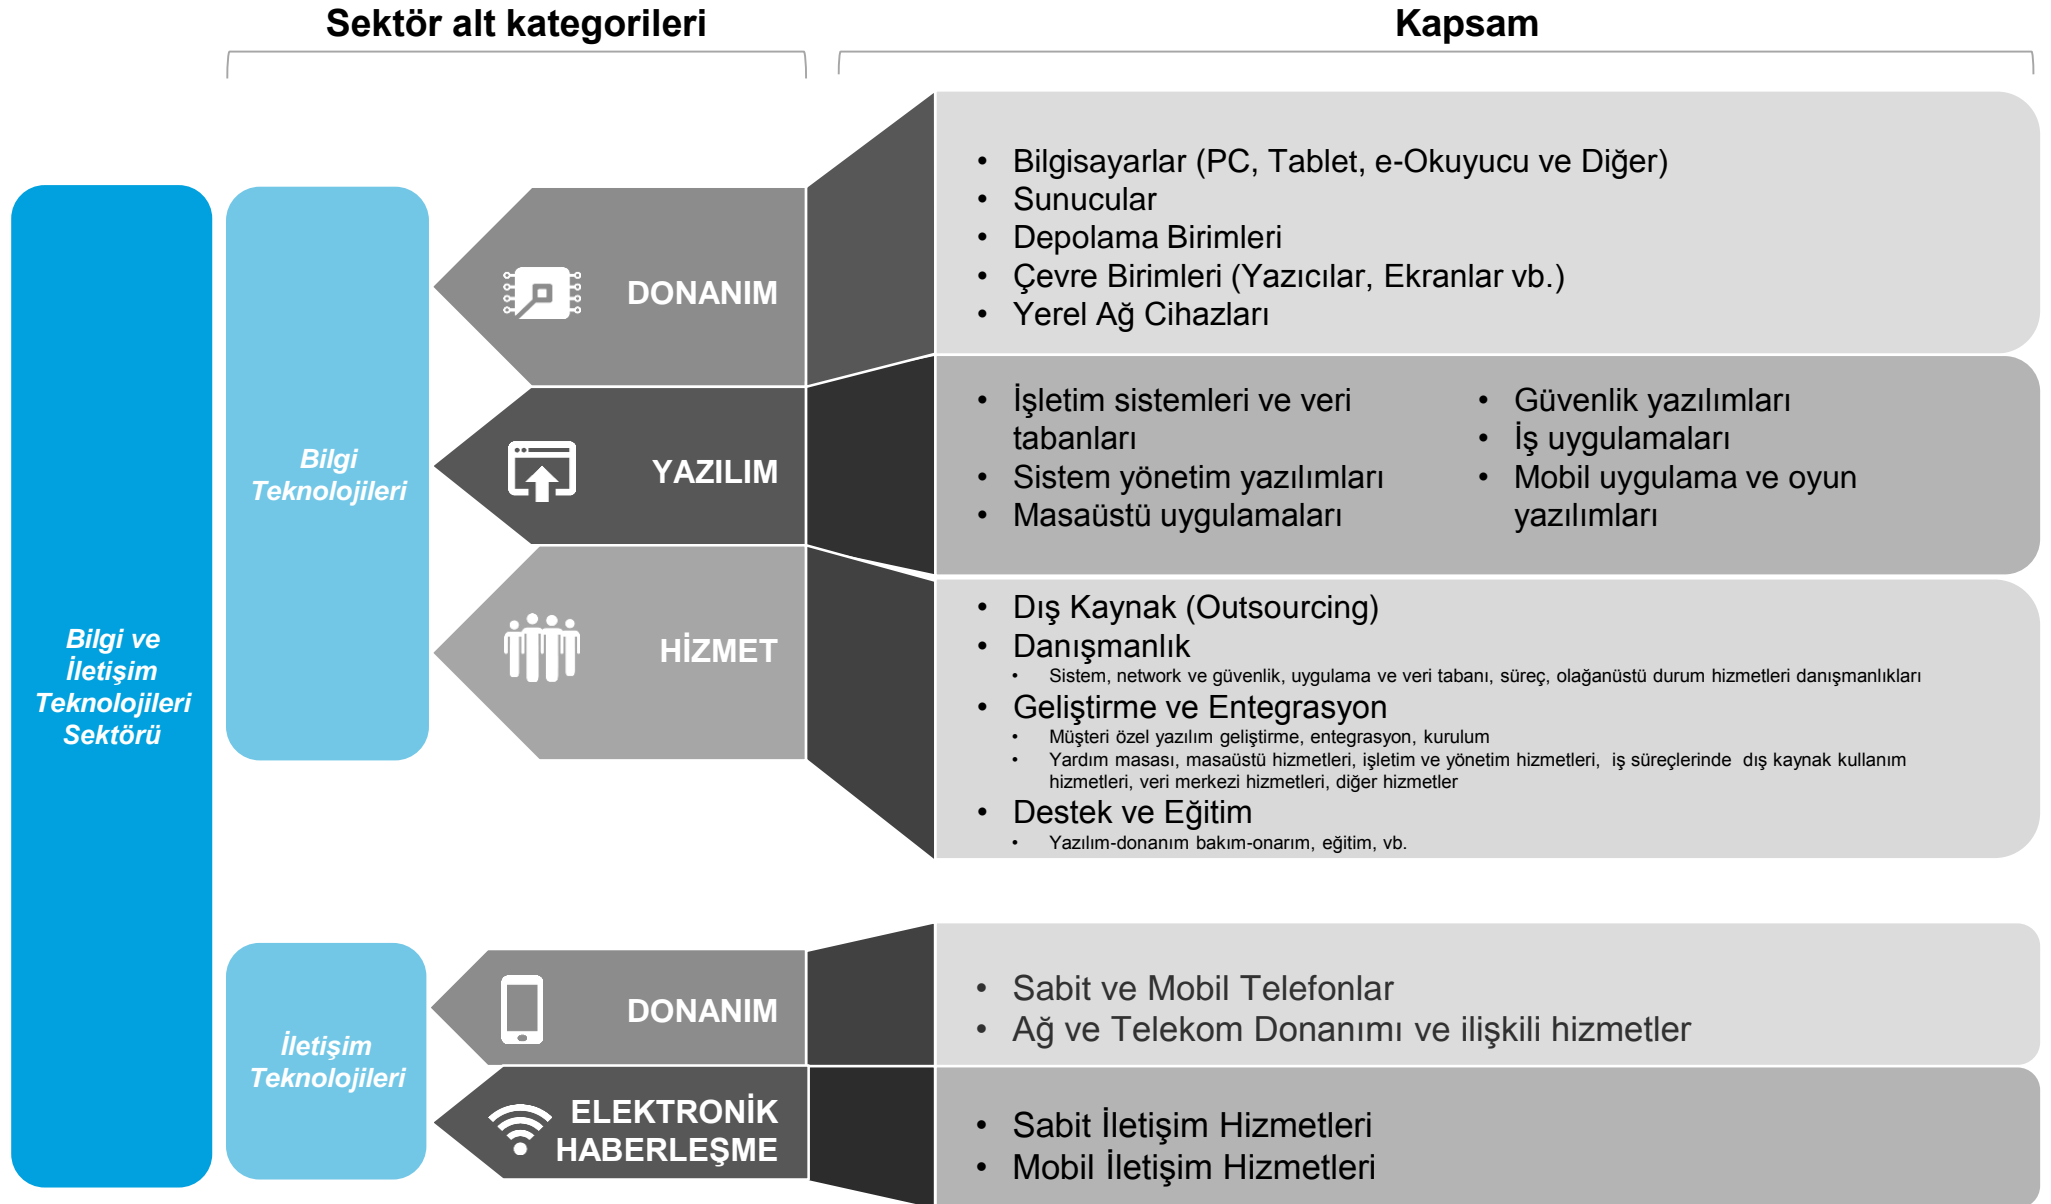 Sektör alt kategorileri
Kapsam
Bilgi ve
İletişim
Teknolojileri
Sektörü
Bilgi
Teknolojileri
DONANIM
• Bilgisayarlar (PC, Tablet, e-Okuyucu ve Diğer)
• Sunucular
• Depolama Birimleri
• Çevre Birimleri (Yazıcılar, Ekranlar vb.)
• Yerel Ağ Cihazları
YAZILIM
• İşletim sistemleri ve veri
tabanları
• Sistem yönetim yazılımları
• Masaüstü uygulamaları
• Güvenlik yazılımları
• İş uygulamaları
• Mobil uygulama ve oyun
yazılımları
HİZMET
• Dış Kaynak (Outsourcing)
• Danışmanlık
• Sistem, network ve güvenlik, uygulama ve veri tabanı, süreç, olağanüstü durum hizmetleri danışmanlıkları
• Geliştirme ve Entegrasyon
• Müşteri özel yazılım geliştirme, entegrasyon, kurulum
• Yardım masası, masaüstü hizmetleri, işletim ve yönetim hizmetleri, iş süreçlerinde dış kaynak kullanım
hizmetleri, veri merkezi hizmetleri, diğer hizmetler
• Destek ve Eğitim
• Yazılım-donanım bakım-onarım, eğitim, vb.
İletişim
Teknolojileri
DONANIM
• Sabit ve Mobil Telefonlar
• Ağ ve Telekom Donanımı ve ilişkili hizmetler
ELEKTRONİK
HABERLEŞME
• Sabit İletişim Hizmetleri
• Mobil İletişim Hizmetleri